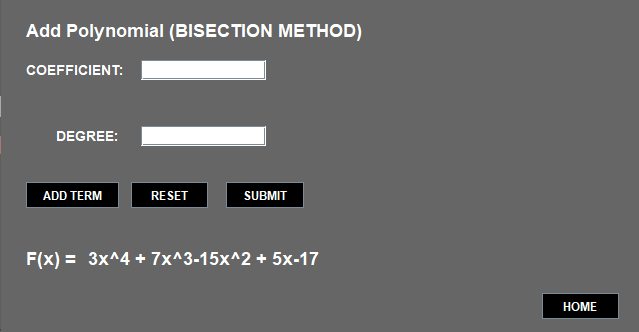 Add Polynomial (BISECTION METHOD)
COEFFICIENT:
DEGREE:
ADD TERM RESET SUBMIT
F(x) = 3x^4 + 7x^3-15x^2 + 5x-17
HOME